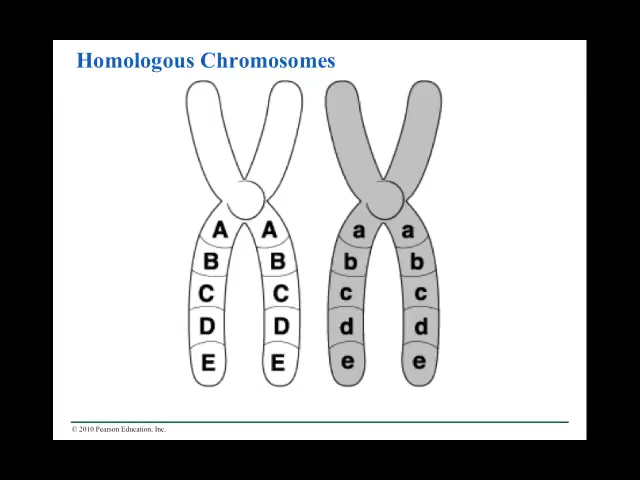 Homologous Chromosomes
A A a a
B B b b
C C c c
D D d d
E E e e
© 2010 Pearson Education, Inc.